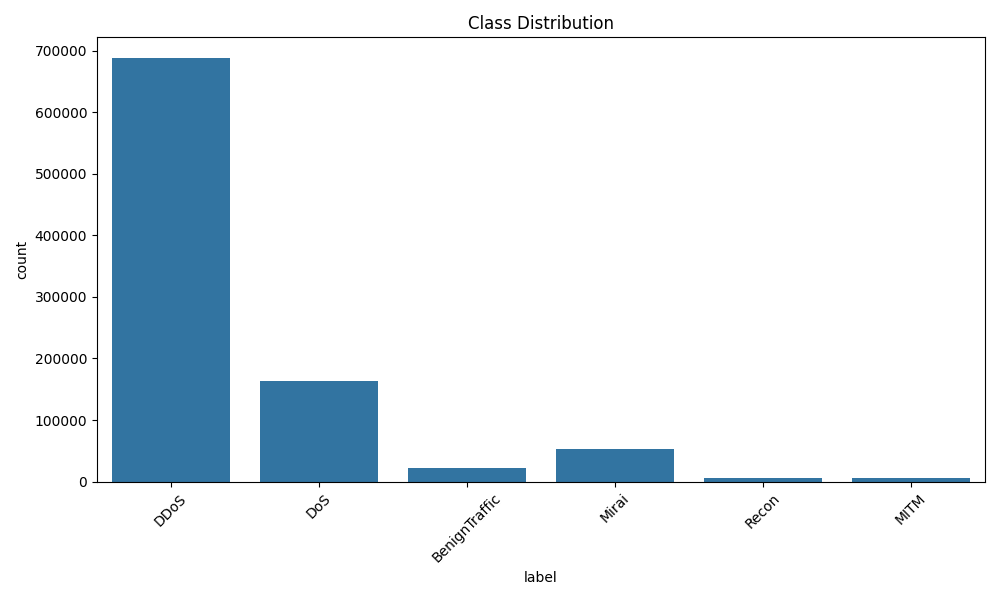 Class Distribution
700000
600000
500000
400000
300000
200000
100000
0
count
DDoS
DoS
BenignTraffic
Mirai
Recon
MITM
label